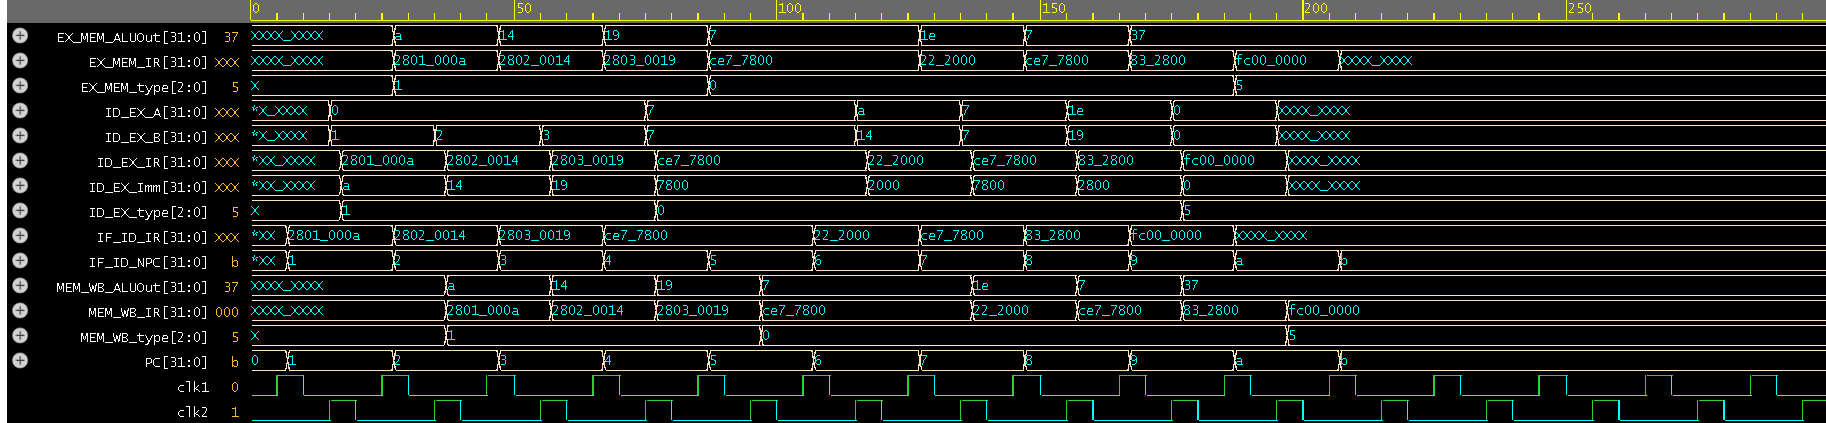 0 50 100 150 200 250
EX_MEM_ALUOut[31:0] 37 XXXX_XXXX a 14 19 7 1e 7 37
EX_MEM_IR[31:0] XXX XXXX_XXXX 2801_000a 2802_0014 2803_0019 ce7_7800 22_2000 ce7_7800 83_2800 fc00_0000 XXXX_XXXX
EX_MEM_type[2:0] 5 X 1 0 5
ID_EX_A[31:0] XXX *X_XXXX 0 7 a 7 1e 0 XXXX_XXXX
ID_EX_B[31:0] XXX *X_XXXX 1 2 3 7 14 7 19 0 XXXX_XXXX
ID_EX_IR[31:0] XXX *XX_XXXX 2801_000a 2802_0014 2803_0019 ce7_7800 22_2000 ce7_7800 83_2800 fc00_0000 XXXX_XXXX
ID_EX_Imm[31:0] XXX *XX_XXXX a 14 19 7800 2000 7800 2800 0 XXXX_XXXX
ID_EX_type[2:0] 5 X 1 0 5
IF_ID_IR[31:0] XXX *XX 2801_000a 2802_0014 2803_0019 ce7_7800 22_2000 ce7_7800 83_2800 fc00_0000 XXXX_XXXX
IF_ID_NPC[31:0] b *XX 1 2 3 4 5 6 7 8 9 a b
MEM_WB_ALUOut[31:0] 37 XXXX_XXXX a 14 19 7 1e 7 37
MEM_WB_IR[31:0] 000 XXXX_XXXX 2801_000a 2802_0014 2803_0019 ce7_7800 22_2000 ce7_7800 83_2800 fc00_0000
MEM_WB_type[2:0] 5 X 1 0 5
PC[31:0] b 0 1 2 3 4 5 6 7 8 9 a b
clk1 0
clk2 1